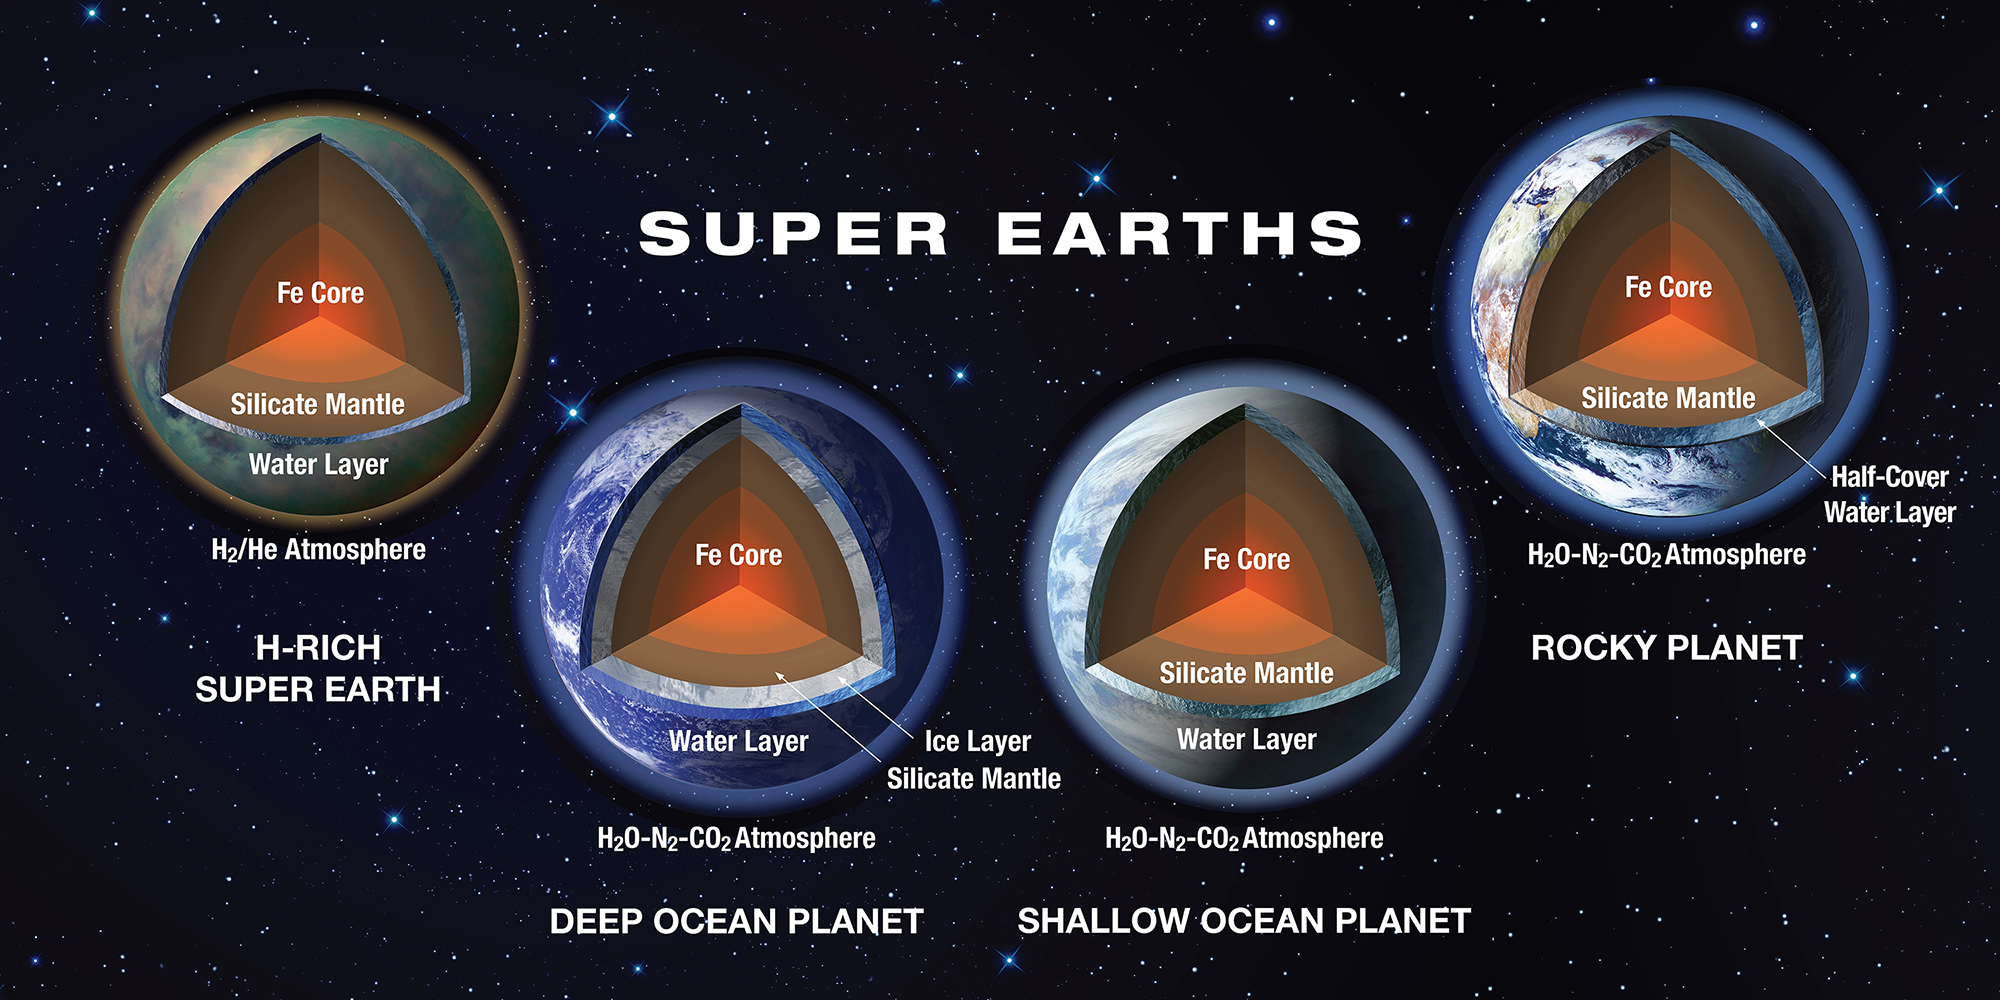 SUPER EARTHS
Fe Core
Silicate Mantle
Water Layer
H₂/He Atmosphere
H-RICH
SUPER EARTH
Fe Core
Water Layer
Ice Layer
Silicate Mantle
H₂O-N₂-CO₂ Atmosphere
DEEP OCEAN PLANET
Fe Core
Silicate Mantle
Water Layer
H₂O-N₂-CO₂ Atmosphere
SHALLOW OCEAN PLANET
Fe Core
Silicate Mantle
Half-Cover
Water Layer
H₂O-N₂-CO₂ Atmosphere
ROCKY PLANET